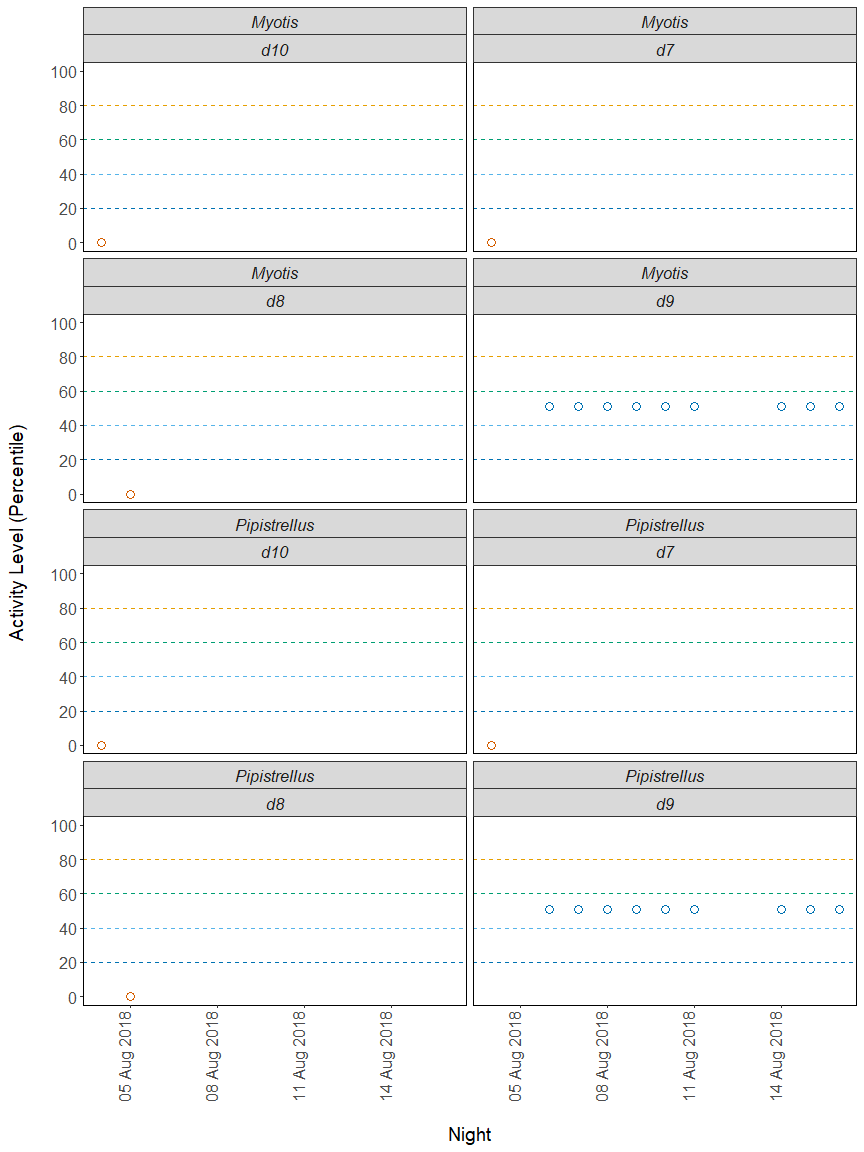 Myotis
Myotis
d10
d7
100
80
60
40
20
0
Myotis
Myotis
d8
d9
100
80
60
40
20
0
Pipistrellus
Pipistrellus
d10
d7
100
80
60
40
20
0
Pipistrellus
Pipistrellus
d8
d9
100
80
60
40
20
0
Activity Level (Percentile)
05 Aug 2018
08 Aug 2018
11 Aug 2018
14 Aug 2018
05 Aug 2018
08 Aug 2018
11 Aug 2018
14 Aug 2018
Night